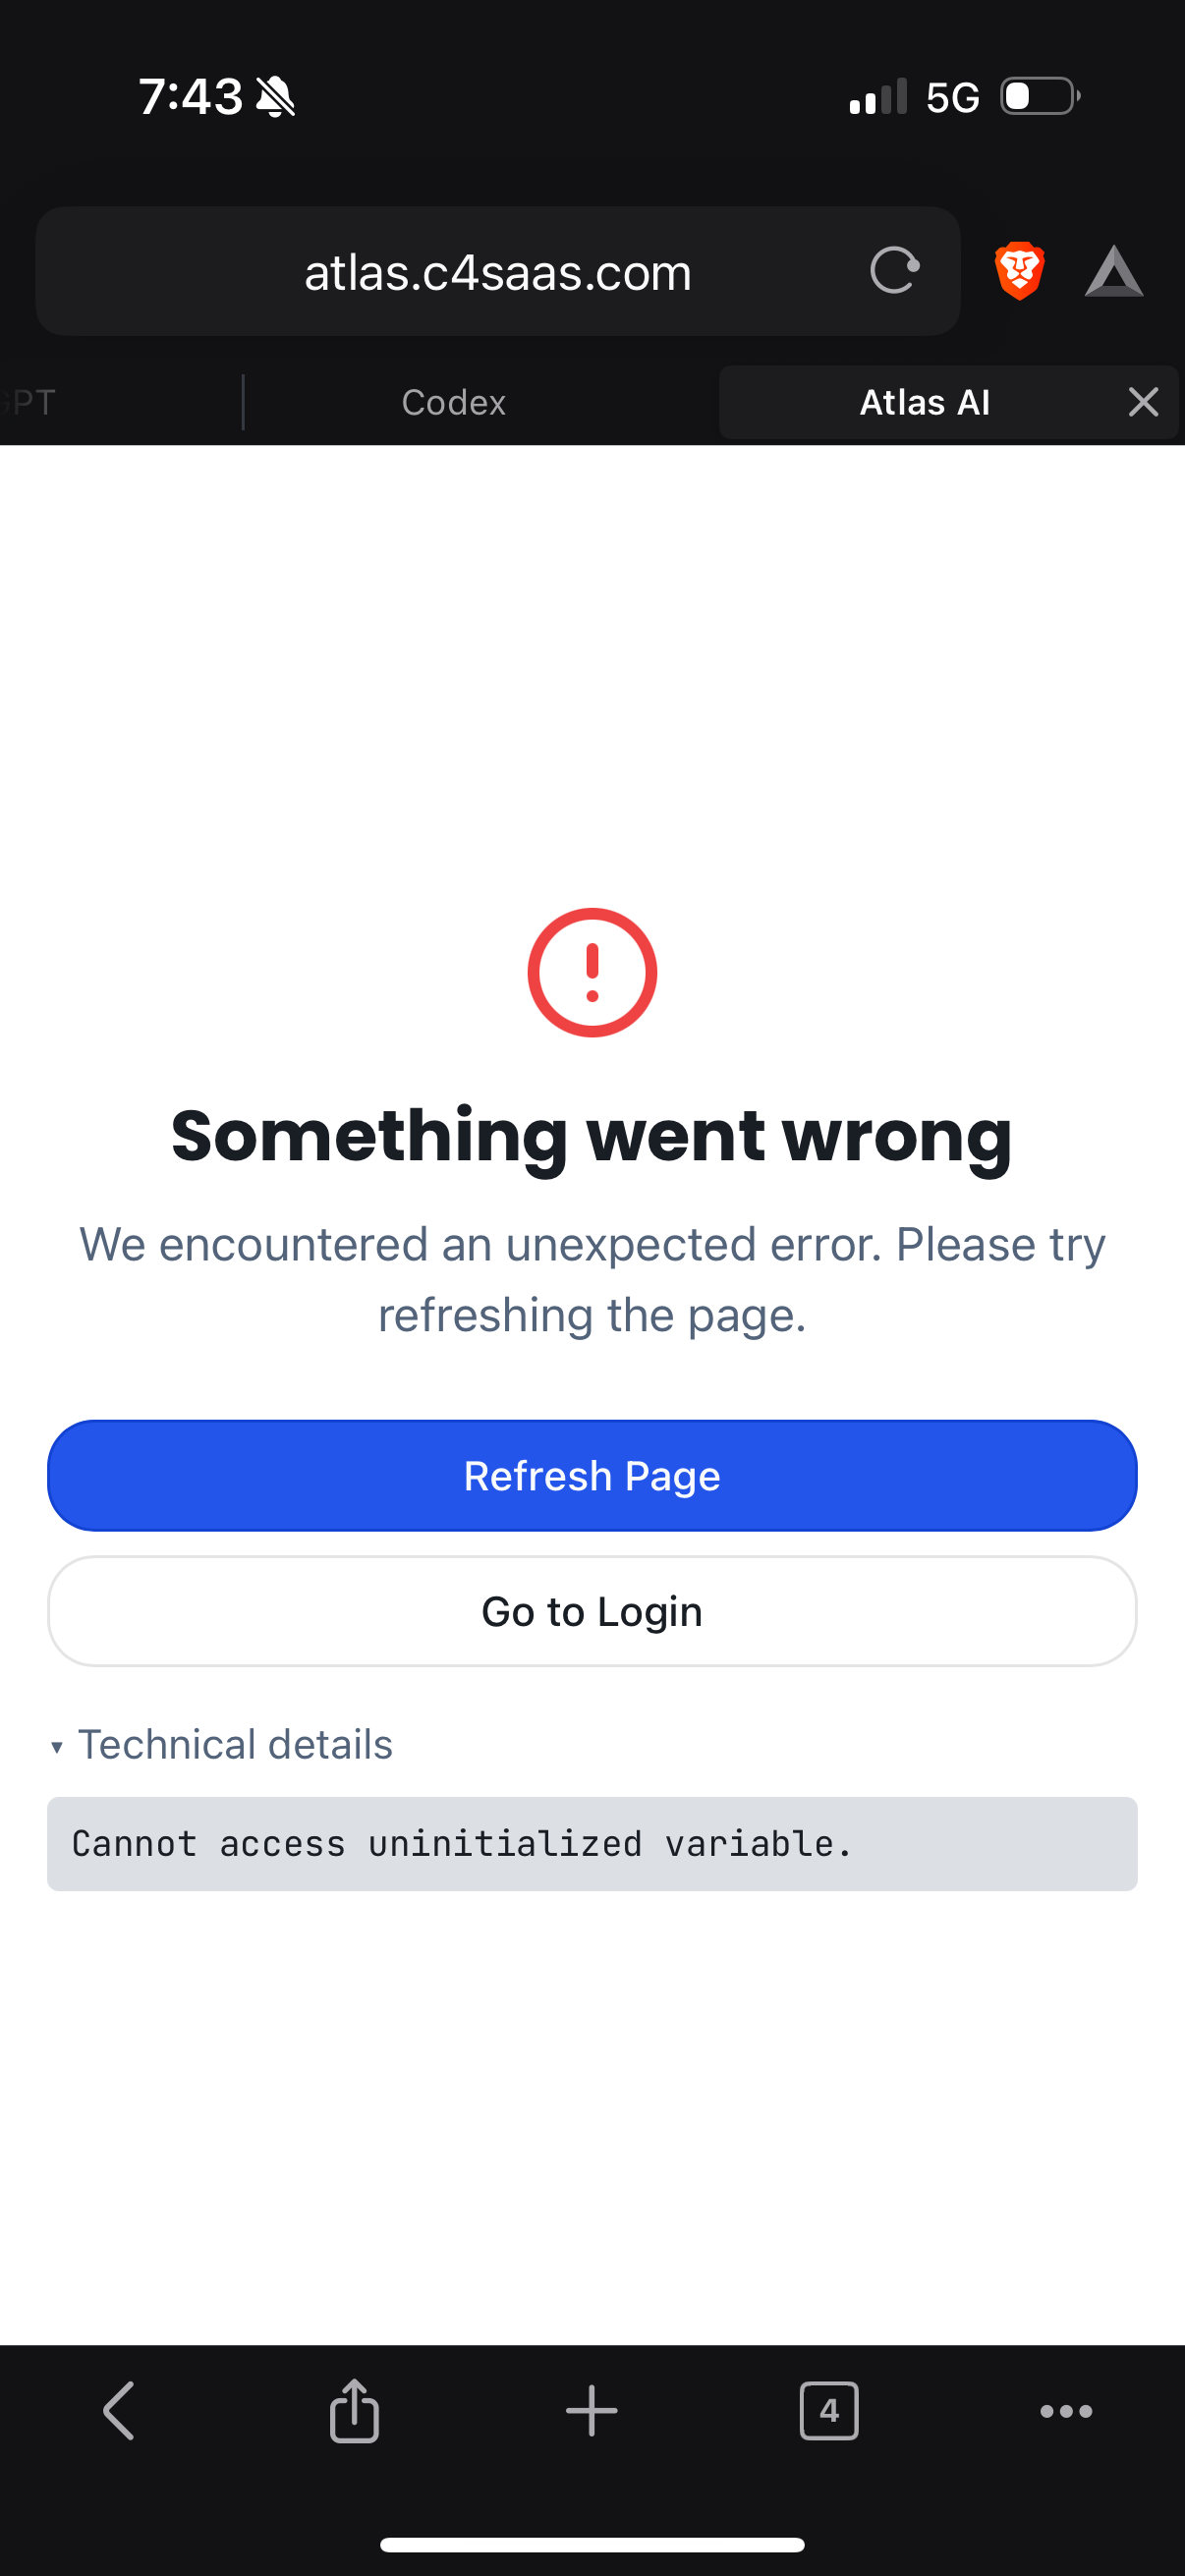 7:43
5G
atlas.c4saas.com
GPT
Codex
Atlas AI
Something went wrong
We encountered an unexpected error. Please try
refreshing the page.
Refresh Page
Go to Login
Technical details
Cannot access uninitialized variable.
4